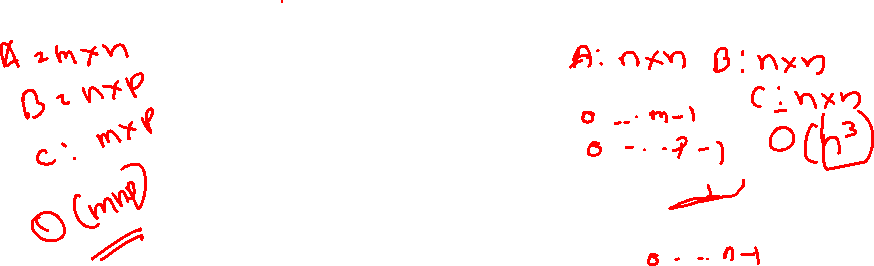 A = m×n
B = n×p
C: m×p
O(mnp)
A: n×n B: n×n
C: n×n
0 ... m-1
0 - ... p-1
O(n³)
0 . . .. n-1